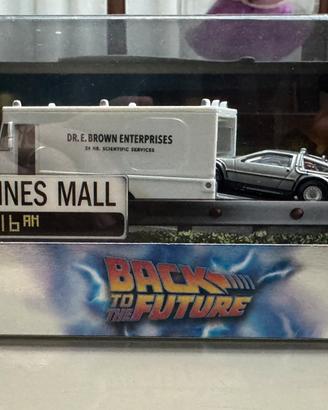 DR. E. BROWN ENTERPRISES
24 HR. SCIENTIFIC SERVICES
INES MALL
16 AM
BACK
TO THE FUTURE